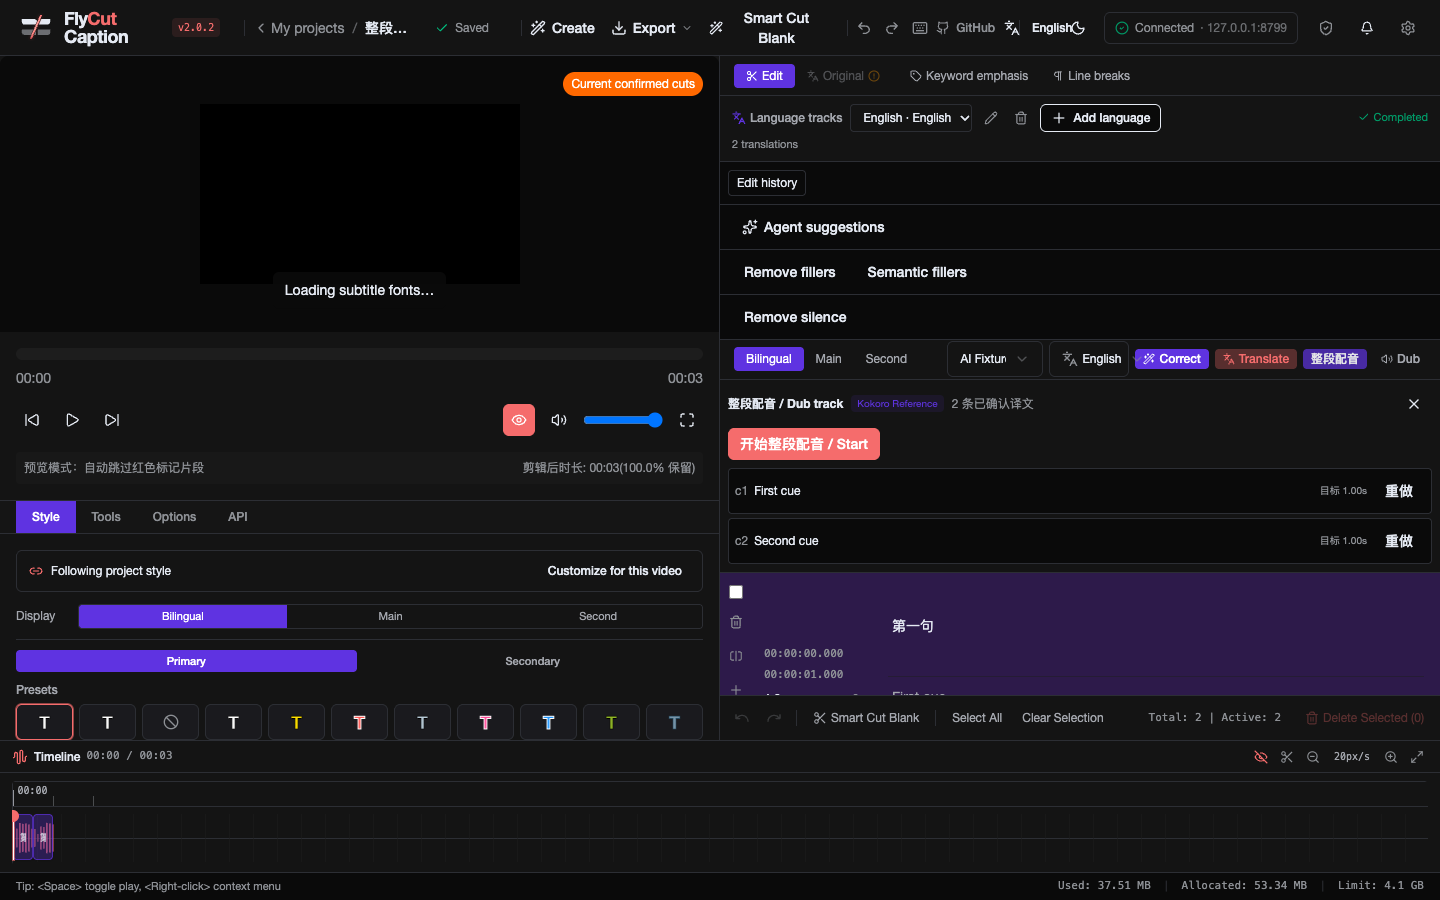 FlyCut Caption
v2.0.2
My projects / 整段...
Saved
Create
Export
Smart Cut Blank
GitHub
English
Connected · 127.0.0.1:8799
Current confirmed cuts
Loading subtitle fonts…
00:00
00:03
预览模式：自动跳过红色标记片段
剪辑后时长: 00:03(100.0% 保留)
Style
Tools
Options
API
Following project style
Customize for this video
Display
Bilingual
Main
Second
Primary
Secondary
Presets
T T T T T T T T T T
Edit
Original
Keyword emphasis
Line breaks
Language tracks
English · English
Add language
Completed
2 translations
Edit history
Agent suggestions
Remove fillers
Semantic fillers
Remove silence
Bilingual
Main
Second
AI Fixture
English
Correct
Translate
整段配音
Dub
整段配音 / Dub track
Kokoro Reference
2 条已确认译文
开始整段配音 / Start
c1 First cue
目标 1.00s
重做
c2 Second cue
目标 1.00s
重做
第一句
00:00:00.000
00:00:01.000
First cue
Smart Cut Blank
Select All
Clear Selection
Total: 2 | Active: 2
Delete Selected (0)
Timeline
00:00 / 00:03
20px/s
00:00
Tip: <Space> toggle play, <Right-click> context menu
Used: 37.51 MB
Allocated: 53.34 MB
Limit: 4.1 GB